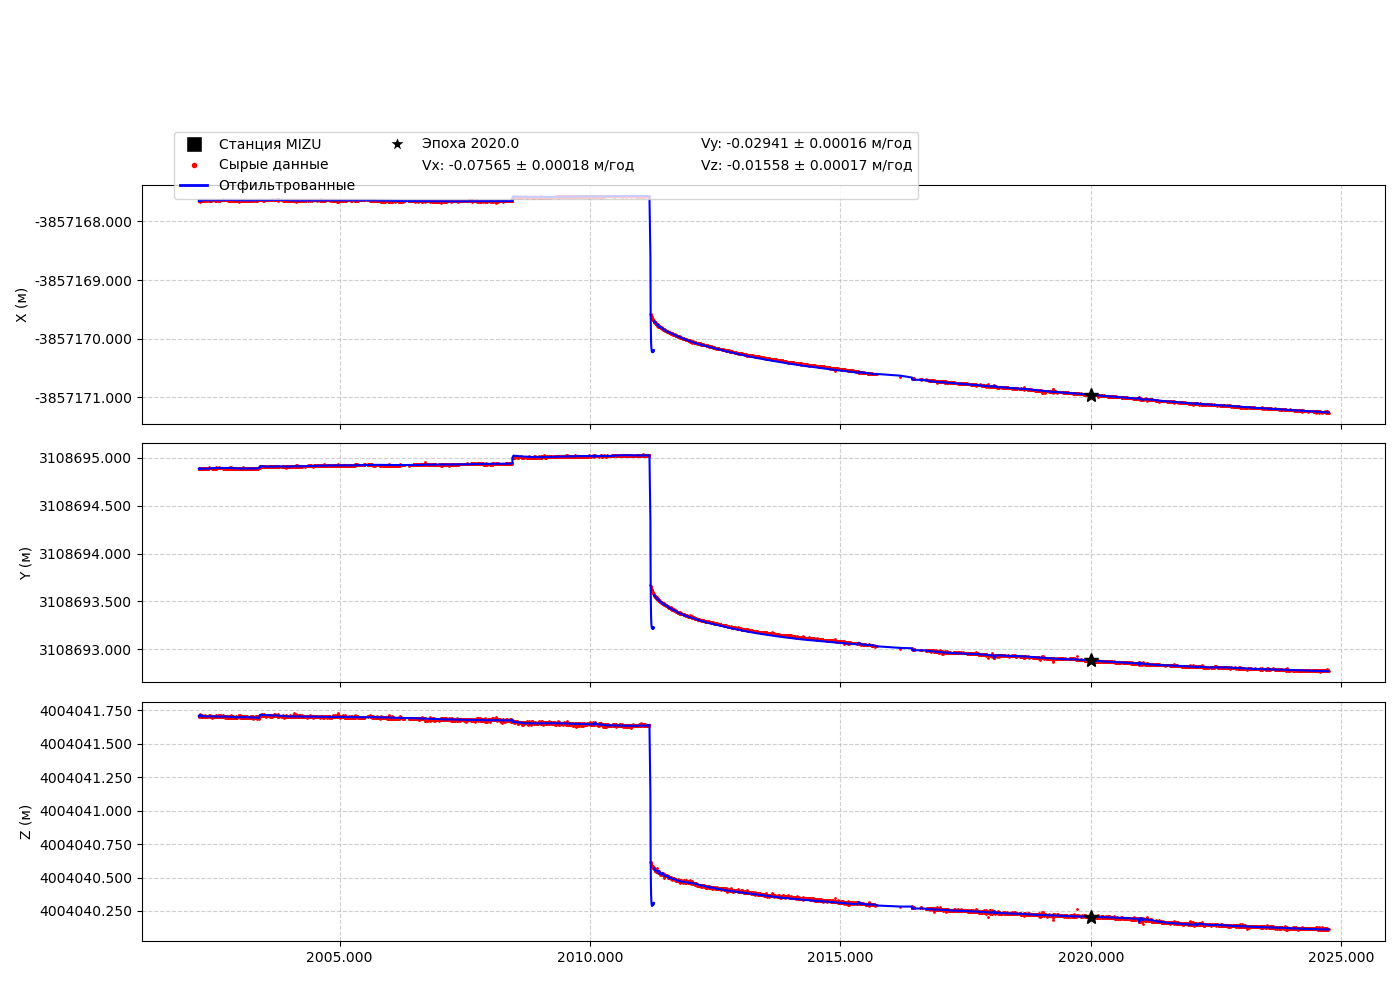 Станция MIZU
Сырые данные
Отфильтрованные
Эпоха 2020.0
Vx: -0.07565 ± 0.00018 м/год
Vy: -0.02941 ± 0.00016 м/год
Vz: -0.01558 ± 0.00017 м/год
X (м)
-3857168.000
-3857169.000
-3857170.000
-3857171.000
Y (м)
3108695.000
3108694.500
3108694.000
3108693.500
3108693.000
Z (м)
4004041.750
4004041.500
4004041.250
4004041.000
4004040.750
4004040.500
4004040.250
2005.000 2010.000 2015.000 2020.000 2025.000